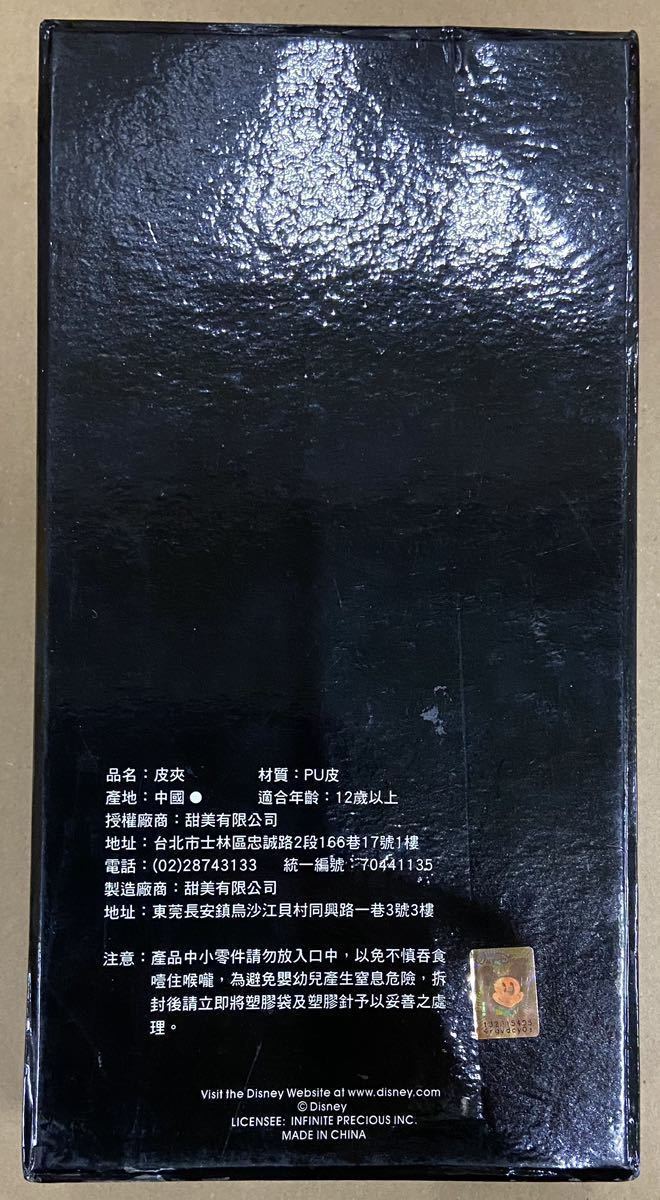 品名：皮夾 材質：PU皮
產地：中國● 適合年齡：12歲以上
授權廠商：甜美有限公司
地址：台北市士林區忠誠路2段166巷17號1樓
電話：(02)28743133 統一編號：70441135
製造廠商：甜美有限公司
地址：東莞長安鎮烏沙江貝村同興路一巷3號3樓
注意：產品中小零件請勿放入口中，以免不慎吞食
噎住喉嚨，為避免嬰幼兒產生窒息危險，拆
封後請立即將塑膠袋及塑膠針予以妥善之處
理。
Visit the Disney Website at www.disney.com
© Disney
LICENSEE: INFINITE PRECIOUS INC.
MADE IN CHINA